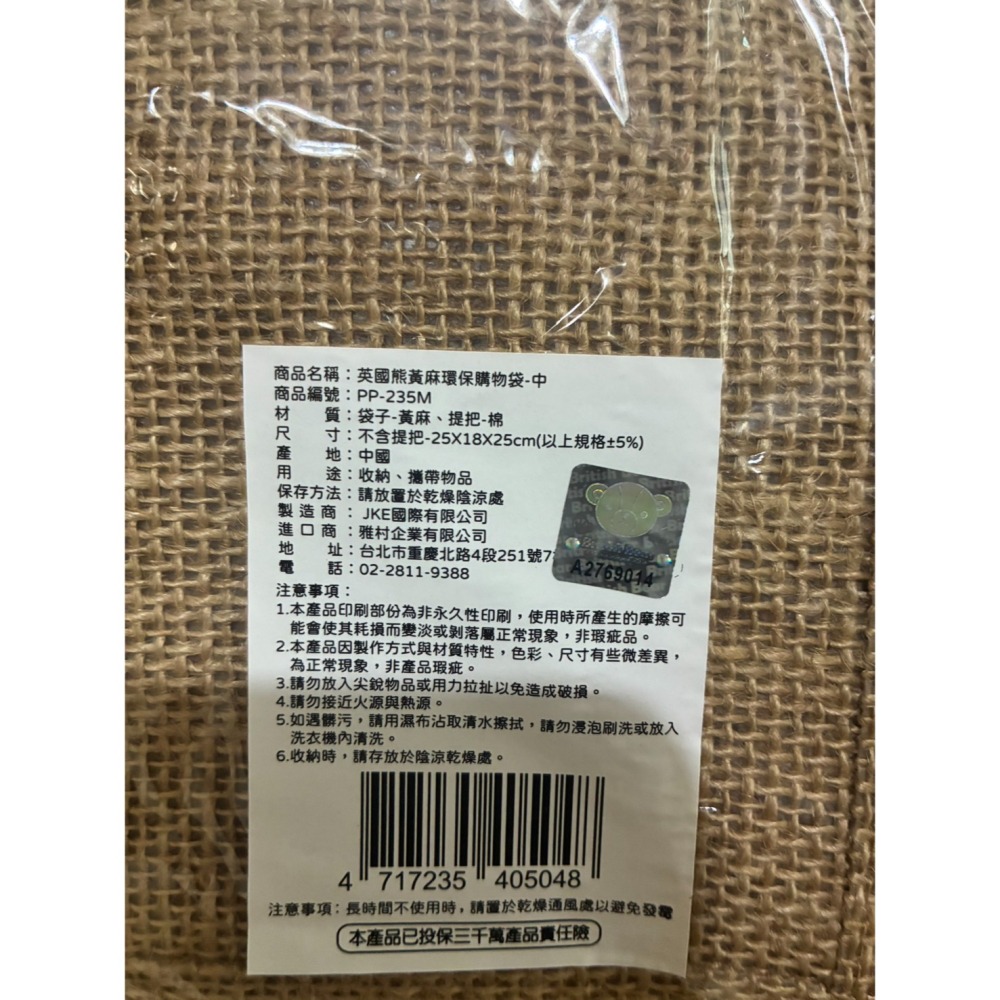 商品名稱：英國熊黃麻環保購物袋-中
商品編號：PP-235M
材　　質：袋子-黃麻、提把-棉
尺　　寸：不含提把-25X18X25cm(以上規格±5%)
產　　地：中國
用　　途：收納、攜帶物品
保存方法：請放置於乾燥陰涼處
製 造 商：JKE國際有限公司
進 口 商：雅村企業有限公司
地　　址：台北市重慶北路4段251號7
電　　話：02-2811-9388
British
A2769014
注意事項：
1.本產品印刷部份為非永久性印刷，使用時所產生的摩擦可
能會使其耗損而變淡或剝落屬正常現象，非瑕疵品。
2.本產品因製作方式與材質特性，色彩、尺寸有些微差異，
為正常現象，非產品瑕疵。
3.請勿放入尖銳物品或用力拉扯以免造成破損。
4.請勿接近火源與熱源。
5.如遇髒污，請用濕布沾取清水擦拭，請勿浸泡刷洗或放入
洗衣機內清洗。
6.收納時，請存放於陰涼乾燥處。
4 717235 405048
注意事項：長時間不使用時，請置於乾燥通風處以避免發霉
本產品已投保三千萬產品責任險